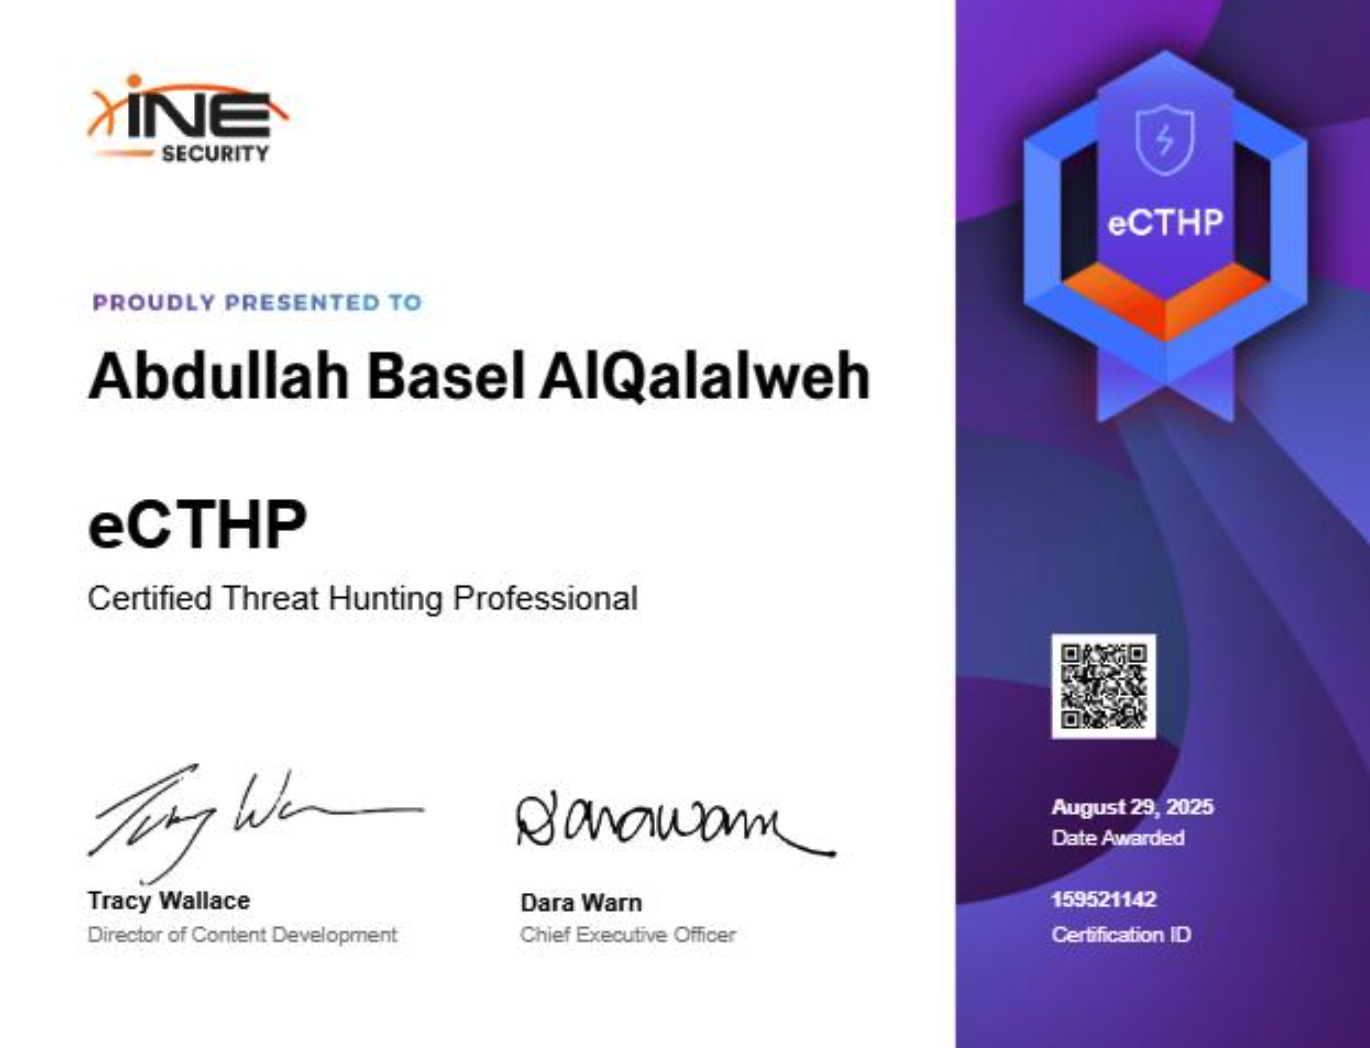 iNE
SECURITY
PROUDLY PRESENTED TO
Abdullah Basel AlQalalweh
eCTHP
Certified Threat Hunting Professional
Tracy Wallace
Director of Content Development
Dara Warn
Chief Executive Officer
eCTHP
August 29, 2025
Date Awarded
159521142
Certification ID